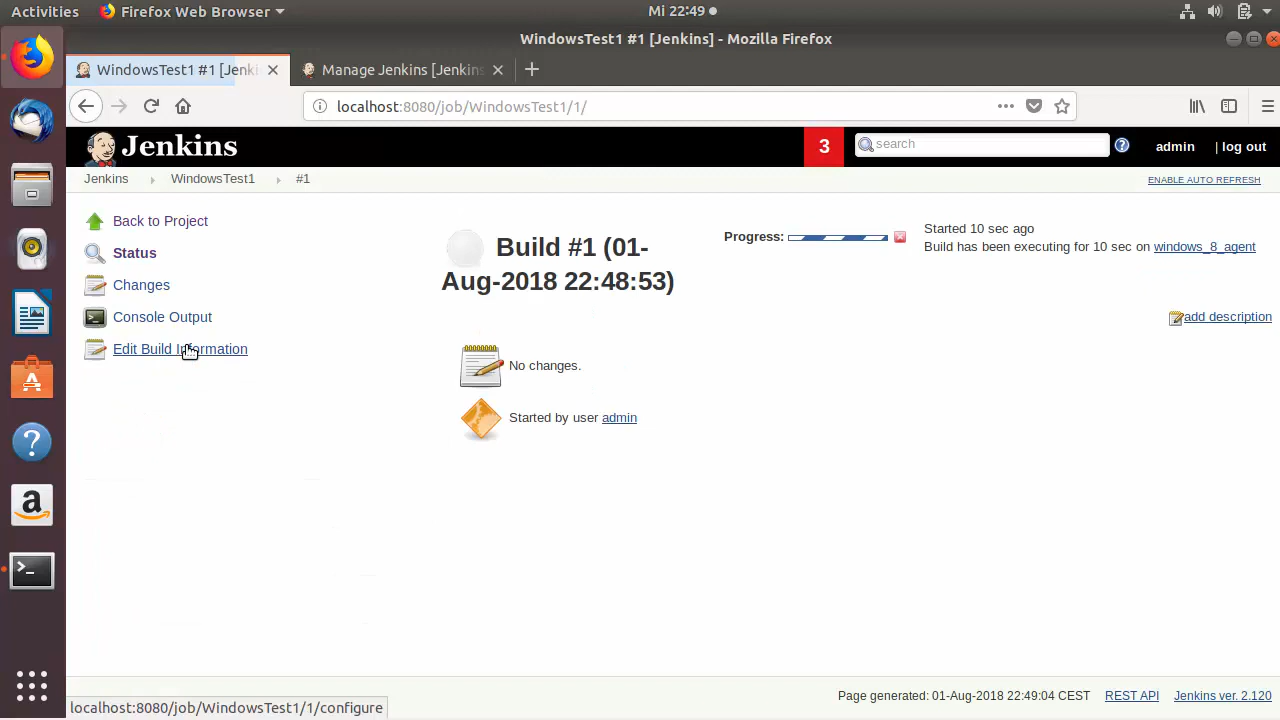 Activities
Firefox Web Browser
Mi 22:49
WindowsTest1 #1 [Jenkins] - Mozilla Firefox
WindowsTest1 #1 [Jenki
Manage Jenkins [Jenkins
localhost:8080/job/WindowsTest1/1/
Jenkins
3
search
admin
| log out
Jenkins
WindowsTest1
#1
ENABLE AUTO REFRESH
Back to Project
Status
Changes
Console Output
Edit Build Information
Build #1 (01-
Aug-2018 22:48:53)
Progress:
Started 10 sec ago
Build has been executing for 10 sec on windows_8_agent
add description
No changes.
Started by user admin
Page generated: 01-Aug-2018 22:49:04 CEST
REST API
Jenkins ver. 2.120
localhost:8080/job/WindowsTest1/1/configure